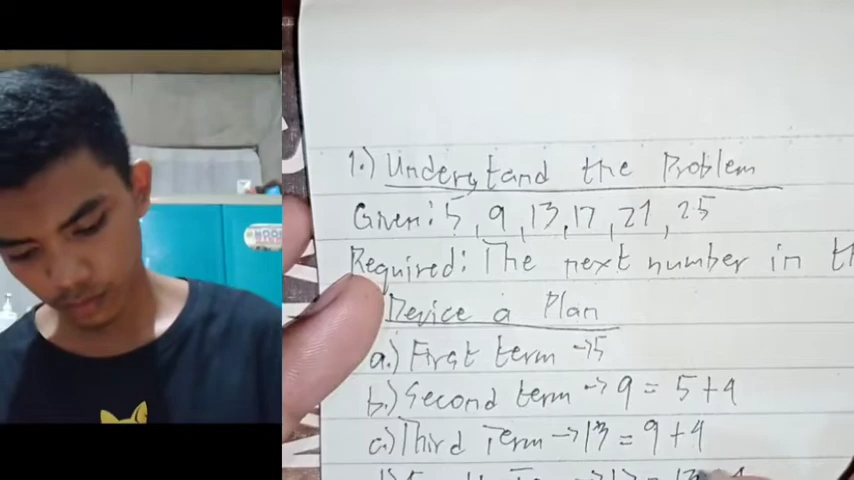 1.) Understand the Problem
Given: 5, 9, 13, 17, 21, 25
Required: The next number in
Device a Plan
a.) First term → 5
b.) Second term → 9 = 5+4
c.) Third Term → 13 = 9+4